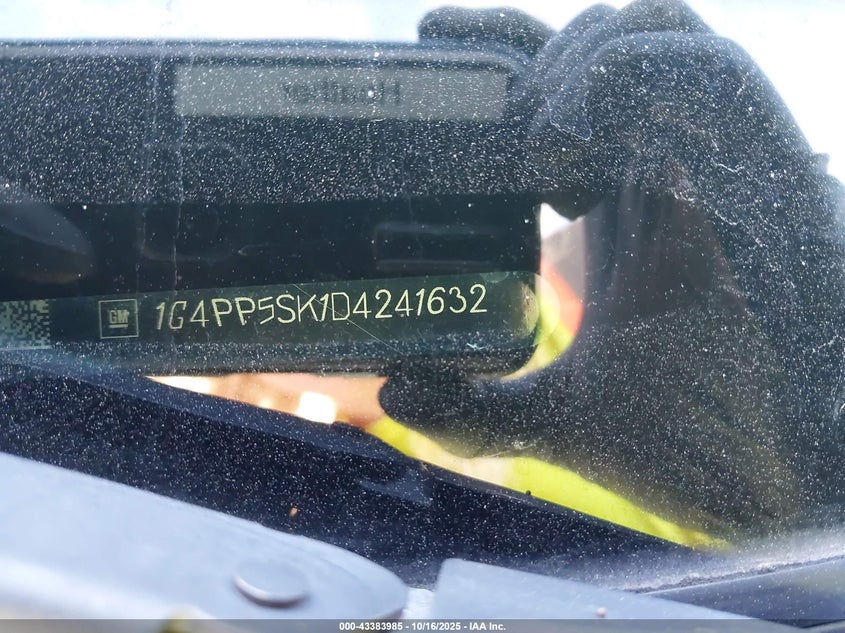 GM 1G4PP5SK1D4241632
000-43383985 - 10/16/2025 - IAA Inc.